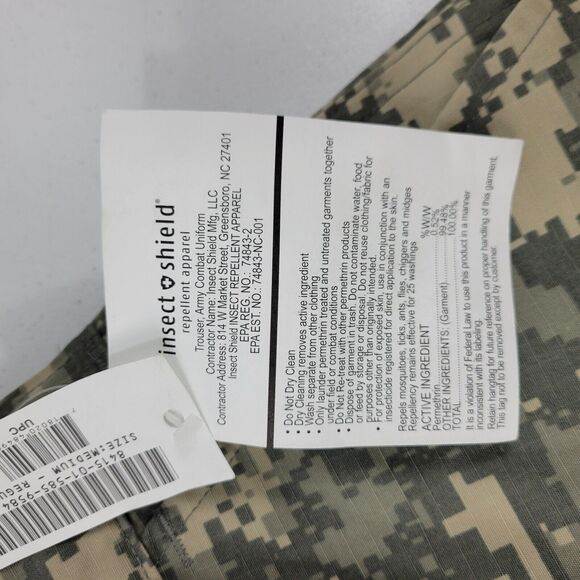 insect shield®
repellent apparel
Trouser, Army Combat Uniform
Contractor Name: Insect Shield Mfg, LLC
Contractor Address: 814 W Market Street, Greensboro, NC 27401
Insect Shield INSECT REPELLENT APPAREL
EPA REG. NO.: 74843-2
EPA EST. NO.: 74843-NC-001
• Do Not Dry Clean
• Dry Cleaning removes active ingredient
Wash separate from other clothing
• Only launder permethrin treated and untreated garments together
under field or combat conditions
• Do Not Re-treat with other permethrin products
• Dispose of garment in trash. Do not contaminate water, food
or feed by storage or disposal. Do not reuse clothing/fabric for
purposes other than originally intended.
• For protection of exposed skin, use in conjunction with an
insecticide registered for direct application to the skin.
Repels mosquitoes, ticks, ants, flies, chiggers and midges
Repellency remains effective for 25 washings
ACTIVE INGREDIENT %W/W
Permethrin 0.52%
OTHER INGREDIENTS: (Garment) 99.48%
TOTAL 100.00%
It is a violation of Federal Law to use this product in a manner
inconsistent with its labeling.
Retain hangtag for future reference on proper handling of this garment.
This tag not to be removed except by customer.
8415-01-585-9584
SIZE:MEDIUM - REGU
UPC